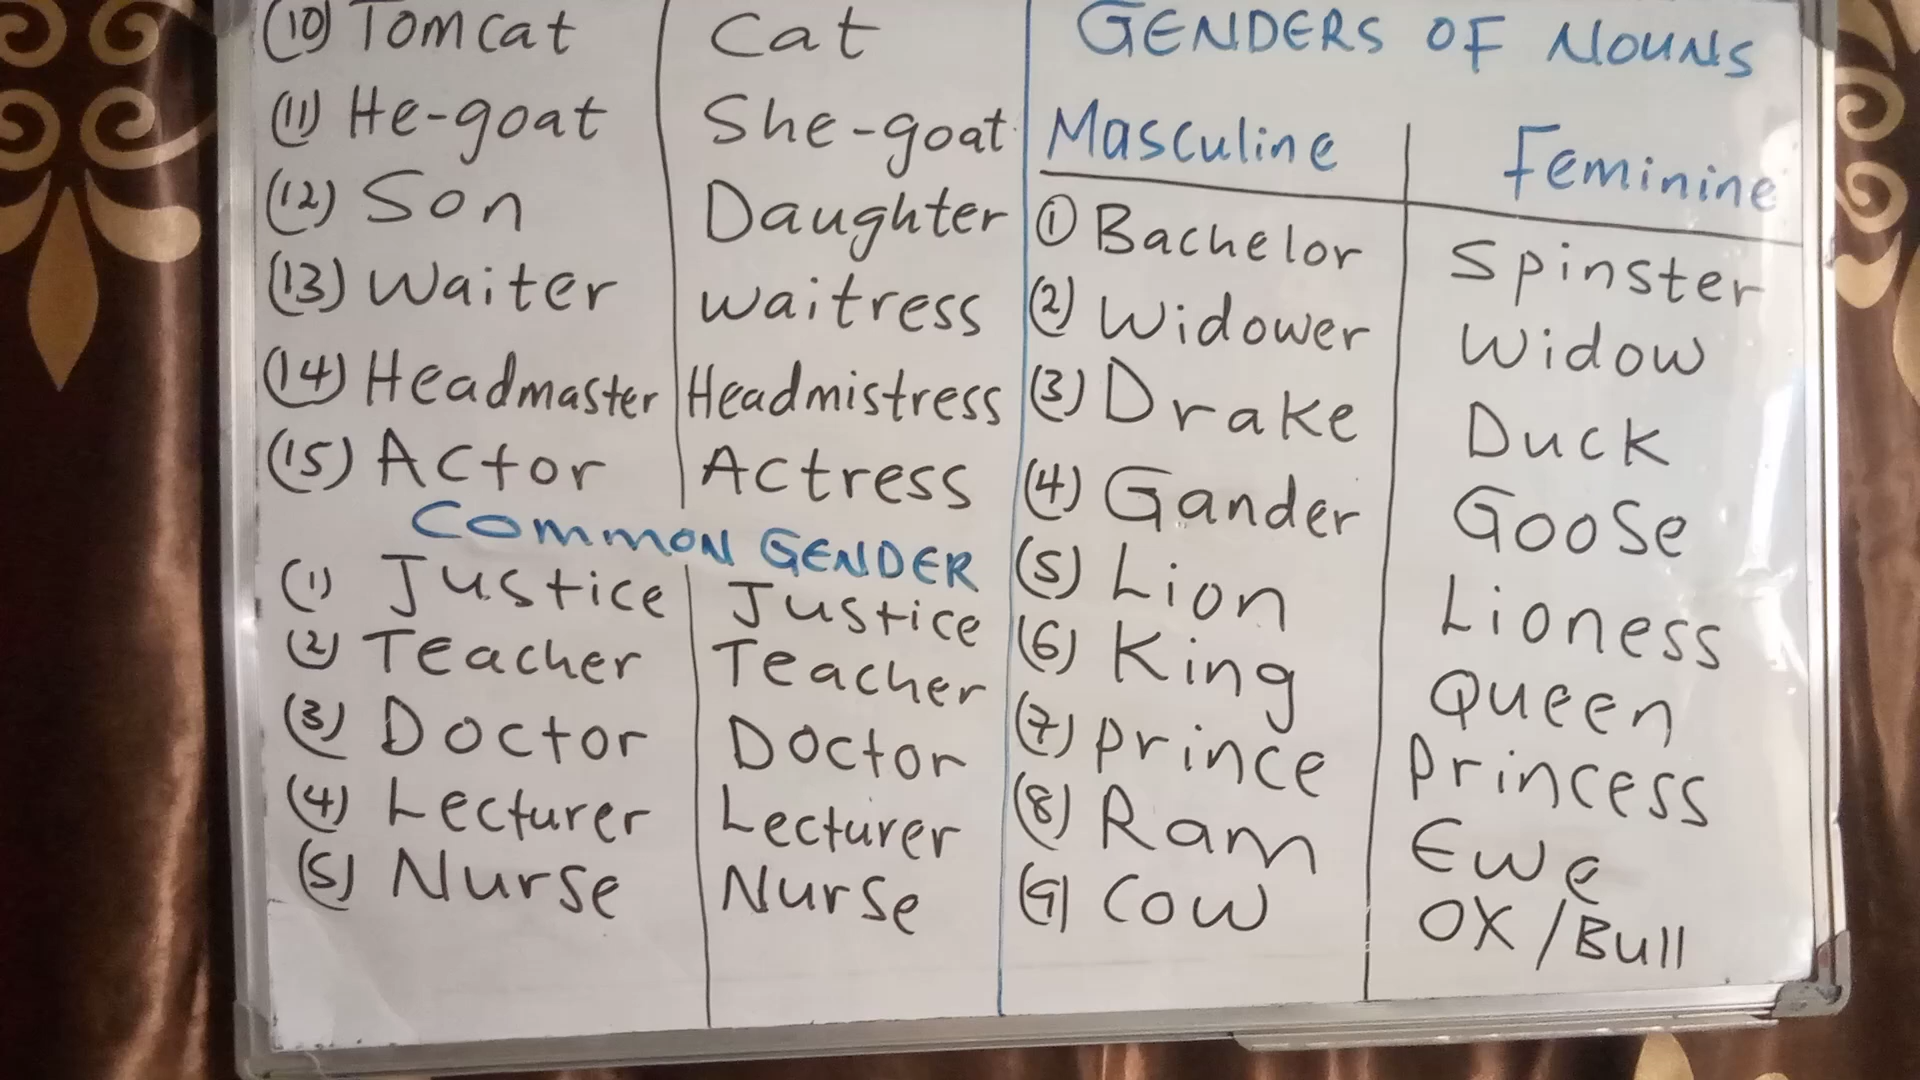 GENDERS OF NOUNS
Masculine Feminine
(1) Bachelor Spinster
(2) Widower Widow
(3) Drake Duck
(4) Gander Goose
(5) Lion Lioness
(6) King Queen
(7) Prince Princess
(8) Ram Ewe
(9) Cow OX/Bull
(10) Tomcat Cat
(11) He-goat She-goat
(12) Son Daughter
(13) Waiter Waitress
(14) Headmaster Headmistress
(15) Actor Actress
COMMON GENDER
(1) Justice Justice
(2) Teacher Teacher
(3) Doctor Doctor
(4) Lecturer Lecturer
(5) Nurse Nurse